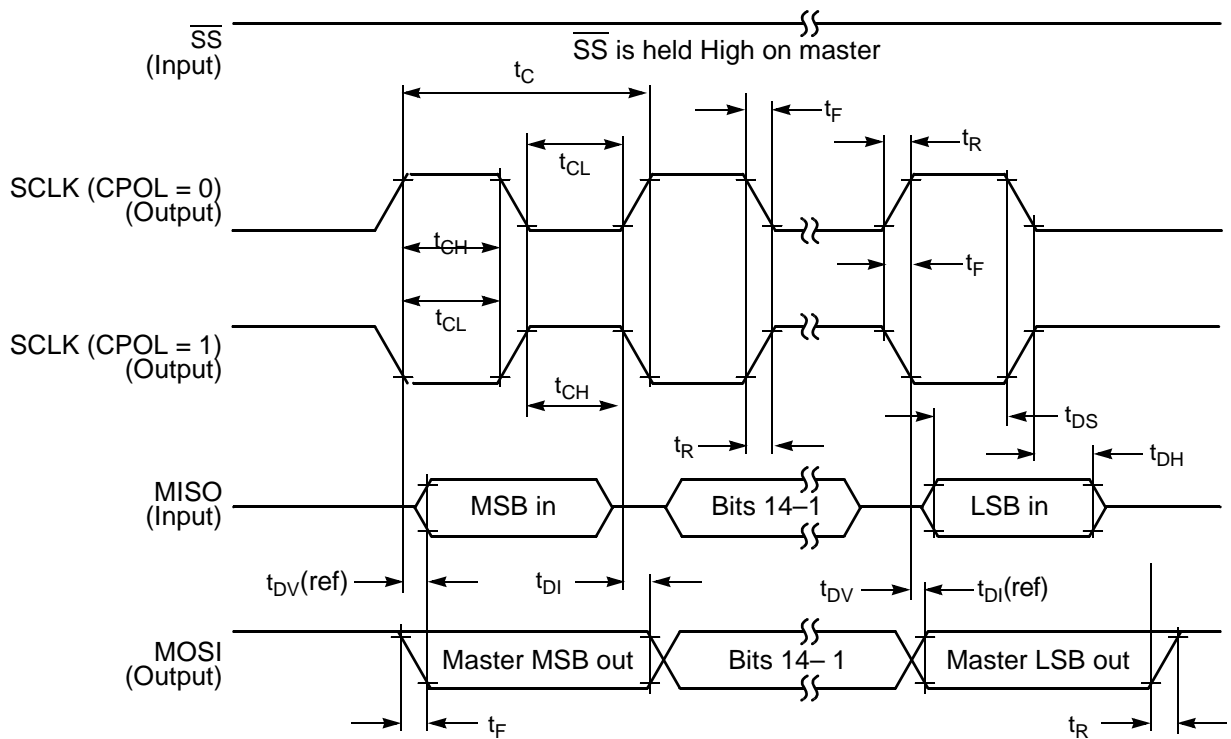 SS
(Input)
SS is held High on master
tC
tF
tR
tCL
SCLK (CPOL = 0)
(Output)
tCH
tF
tCL
SCLK (CPOL = 1)
(Output)
tCH
tDS
tR
tDH
MISO
(Input)
MSB in
Bits 14–1
LSB in
tDV(ref)
tDI
tDV
tDI(ref)
MOSI
(Output)
Master MSB out
Bits 14– 1
Master LSB out
tF
tR